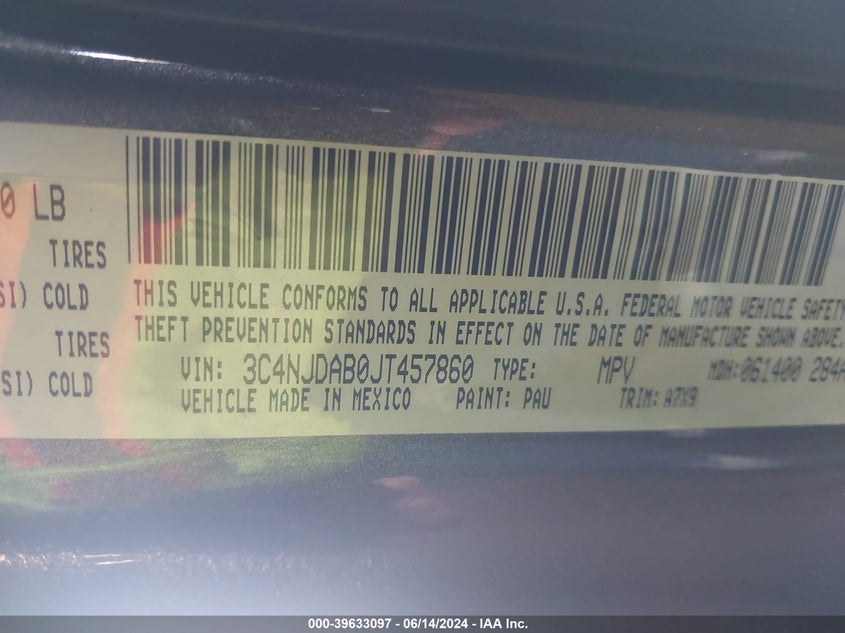 0 LB
TIRES
SI) COLD
TIRES
SI) COLD
THIS VEHICLE CONFORMS TO ALL APPLICABLE U.S.A. FEDERAL MOTOR VEHICLE SAFETY
THEFT PREVENTION STANDARDS IN EFFECT ON THE DATE OF MANUFACTURE SHOWN ABOVE.
VIN: 3C4NJDAB0JT457860 TYPE: MPV MDH:061400 284A
VEHICLE MADE IN MEXICO PAINT: PAU TRIM: A7X9
000-39633097 - 06/14/2024 - IAA Inc.